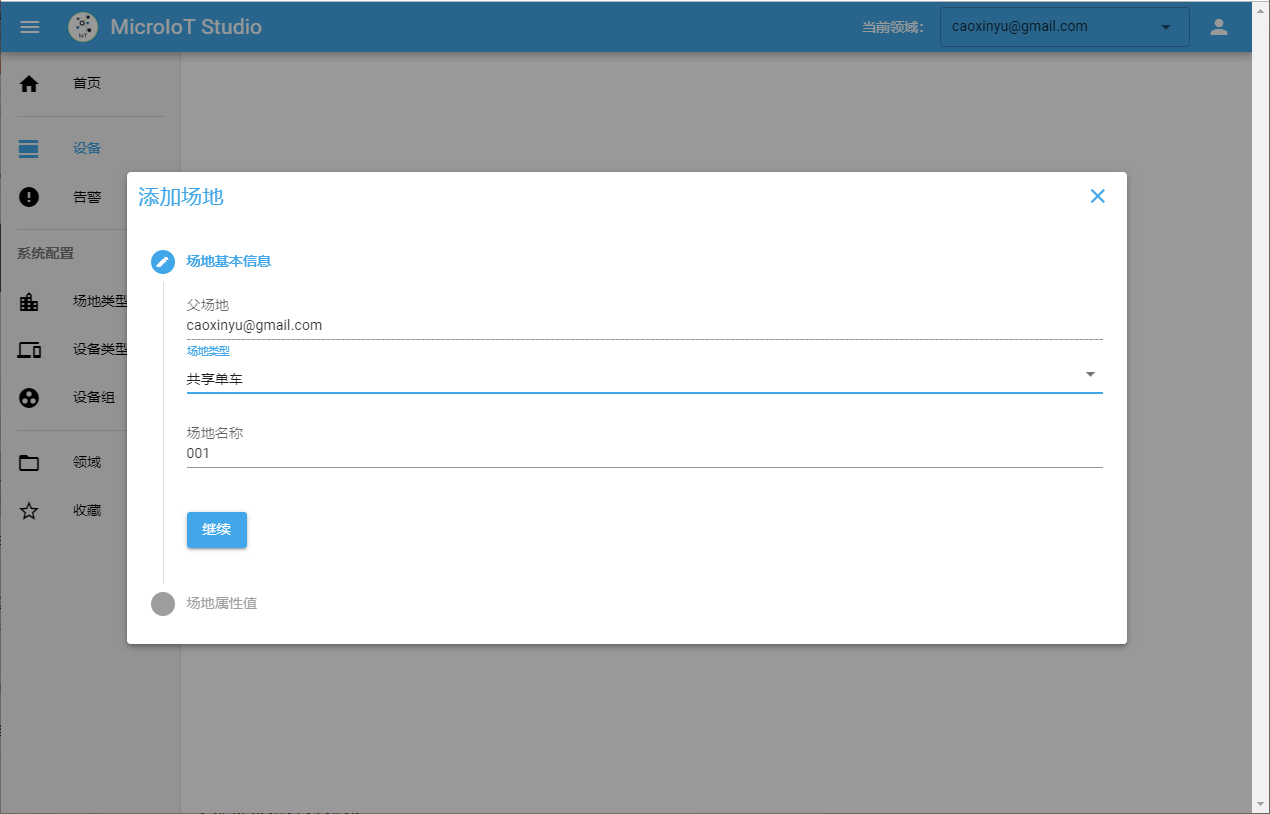 MicroIoT Studio
当前领域：
caoxinyu@gmail.com
首页
设备
告警
系统配置
场地类型
设备类型
设备组
领域
收藏
添加场地
场地基本信息
父场地
caoxinyu@gmail.com
场地类型
共享单车
场地名称
001
继续
场地属性值